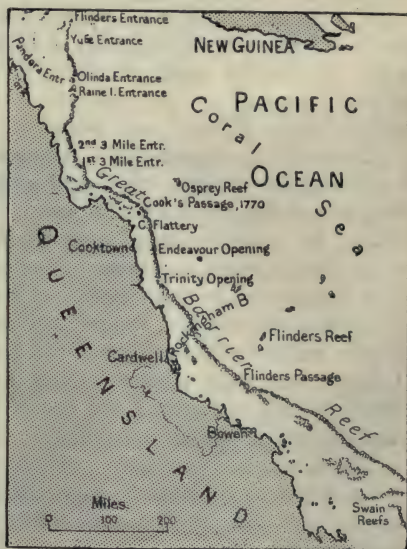 Flinders Entrance
NEW GUINEA
Yule Entrance
Pandora Entr.
Olinda Entrance
Raine I. Entrance
PACIFIC
OCEAN
Coral Sea
2nd 3 Mile Entr.
1st 3 Mile Entr.
Great Barrier Reef
Osprey Reef
Cook's Passage, 1770
C. Flattery
Cooktown
Endeavour Opening
Trinity Opening
QUEENSLAND
Rockingham B
Cardwell
Flinders Reef
Flinders Passage
Bowen
Swain
Reefs
Miles.
0 100 200